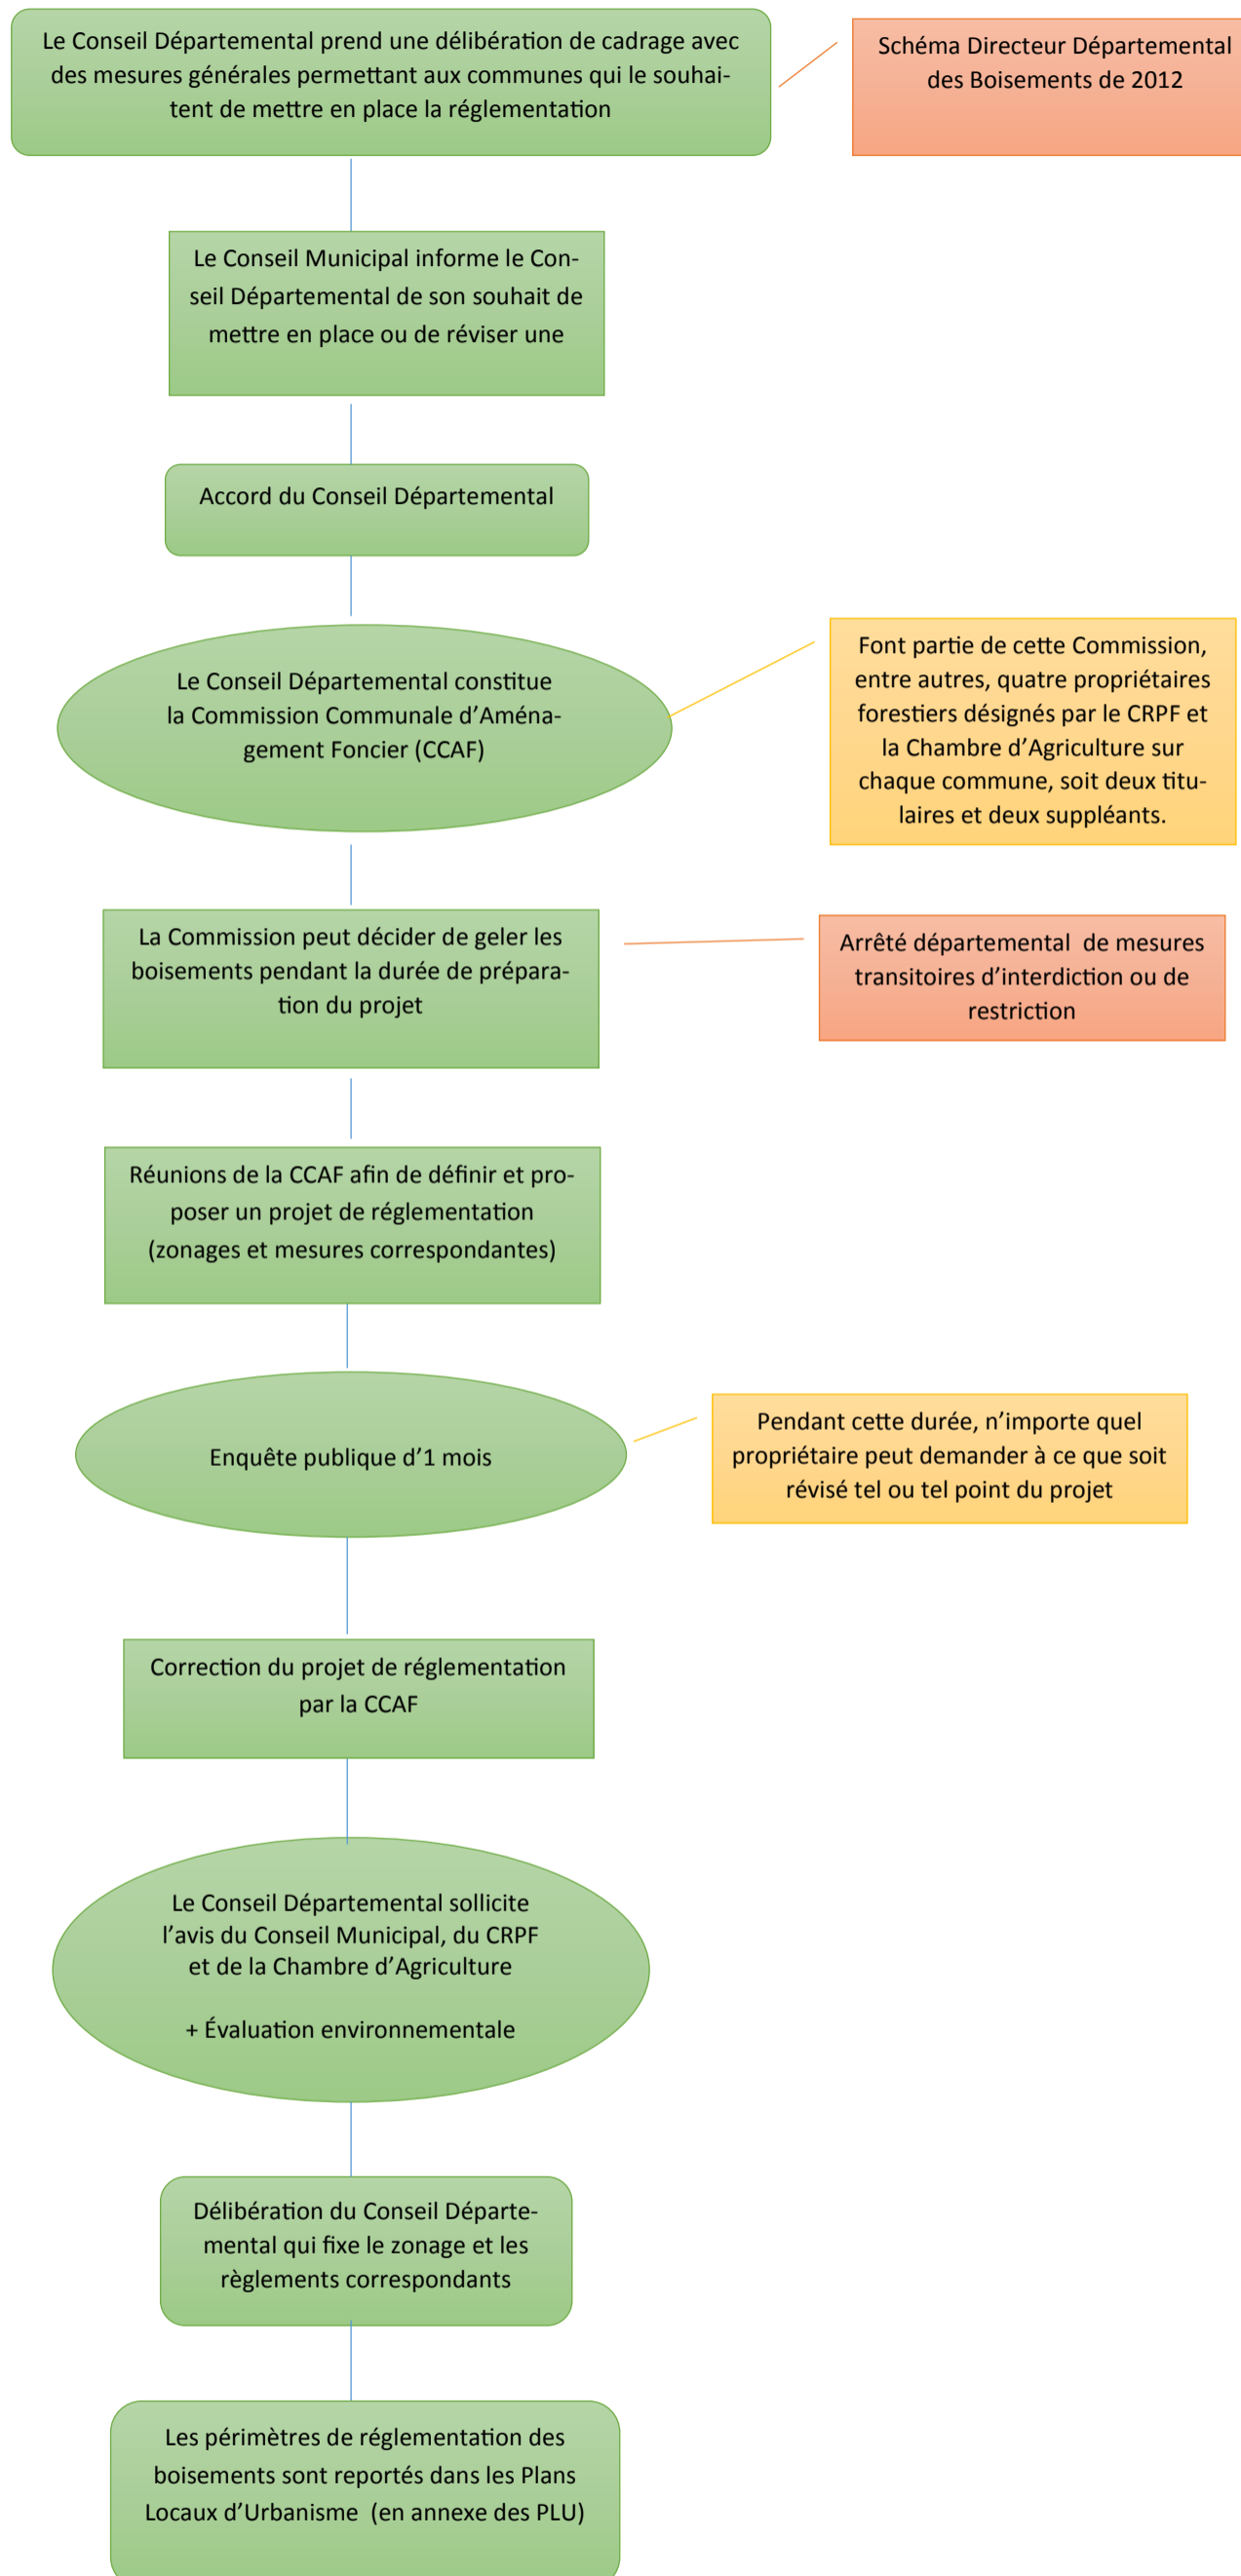 Le Conseil Départemental prend une délibération de cadrage avec
des mesures générales permettant aux communes qui le souhai-
tent de mettre en place la réglementation
Schéma Directeur Départemental
des Boisements de 2012
Le Conseil Municipal informe le Con-
seil Départemental de son souhait de
mettre en place ou de réviser une
Accord du Conseil Départemental
Le Conseil Départemental constitue
la Commission Communale d’Aména-
gement Foncier (CCAF)
Font partie de cette Commission,
entre autres, quatre propriétaires
forestiers désignés par le CRPF et
la Chambre d’Agriculture sur
chaque commune, soit deux titu-
laires et deux suppléants.
La Commission peut décider de geler les
boisements pendant la durée de prépara-
tion du projet
Arrêté départemental de mesures
transitoires d’interdiction ou de
restriction
Réunions de la CCAF afin de définir et pro-
poser un projet de réglementation
(zonages et mesures correspondantes)
Enquête publique d’1 mois
Pendant cette durée, n’importe quel
propriétaire peut demander à ce que soit
révisé tel ou tel point du projet
Correction du projet de réglementation
par la CCAF
Le Conseil Départemental sollicite
l’avis du Conseil Municipal, du CRPF
et de la Chambre d’Agriculture
+ Évaluation environnementale
Délibération du Conseil Départe-
mental qui fixe le zonage et les
règlements correspondants
Les périmètres de réglementation des
boisements sont reportés dans les Plans
Locaux d’Urbanisme (en annexe des PLU)